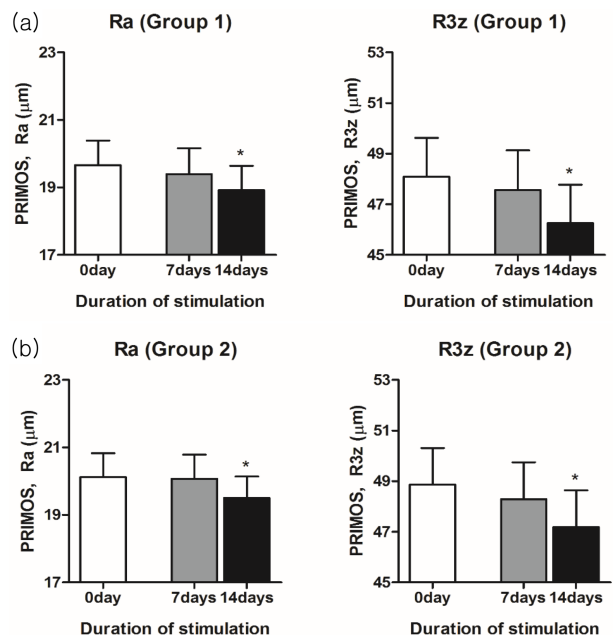 (a)
Ra (Group 1)
PRIMOS, Ra (μm)
23
21
19
17
*
0day 7days 14days
Duration of stimulation
R3z (Group 1)
PRIMOS, R3z (μm)
53
51
49
47
45
*
0day 7days 14days
Duration of stimulation
(b)
Ra (Group 2)
PRIMOS, Ra (μm)
23
21
19
17
*
0day 7days 14days
Duration of stimulation
R3z (Group 2)
PRIMOS, R3z (μm)
53
51
49
47
45
*
0day 7days 14days
Duration of stimulation